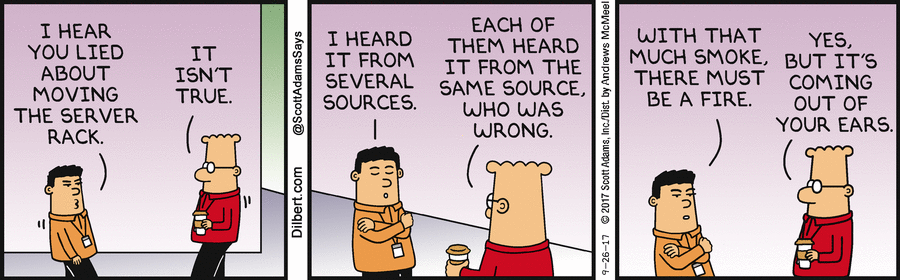 I HEAR
YOU LIED
ABOUT
MOVING
THE SERVER
RACK.
IT
ISN'T
TRUE.
Dilbert.com @ScottAdamsSays
I HEARD
IT FROM
SEVERAL
SOURCES.
EACH OF
THEM HEARD
IT FROM THE
SAME SOURCE,
WHO WAS
WRONG.
9-26-17 © 2017 Scott Adams, Inc./Dist. by Andrews McMeel
WITH THAT
MUCH SMOKE,
THERE MUST
BE A FIRE.
YES,
BUT IT'S
COMING
OUT OF
YOUR EARS.